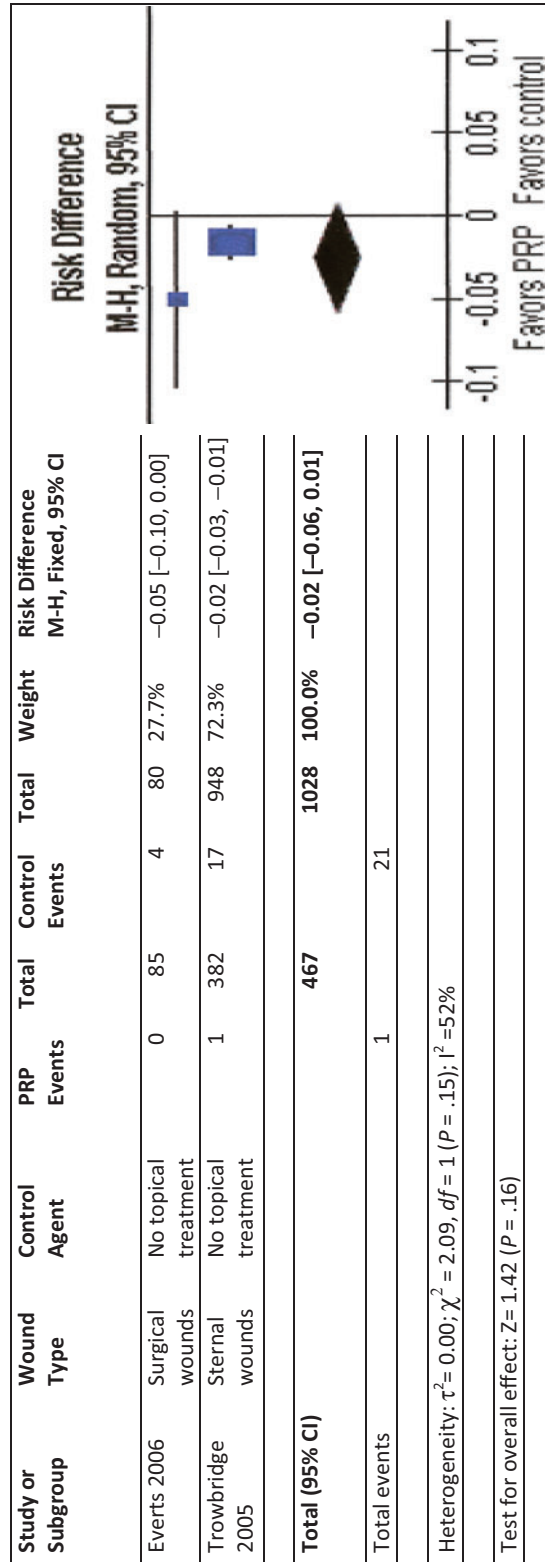 Study or Subgroup	Wound Type	Control Agent	PRP Events	Total	Control Events	Total	Weight	Risk Difference M-H, Fixed, 95% CI
Risk Difference
M-H, Random, 95% CI
Everts 2006	Surgical wounds	No topical treatment	0	85	4	80	27.7%	−0.05 [−0.10, 0.00]
Trowbridge 2005	Sternal wounds	No topical treatment	1	382	17	948	72.3%	−0.02 [−0.03, −0.01]
Total (95% CI)	467	1028	100.0%	−0.02 [−0.06, 0.01]
Total events	1	21
Heterogeneity: τ²= 0.00; χ² = 2.09, df = 1 (P = .15); I² =52%
Test for overall effect: Z= 1.42 (P = .16)
-0.1	-0.05	0	0.05	0.1
Favors PRP	Favors control